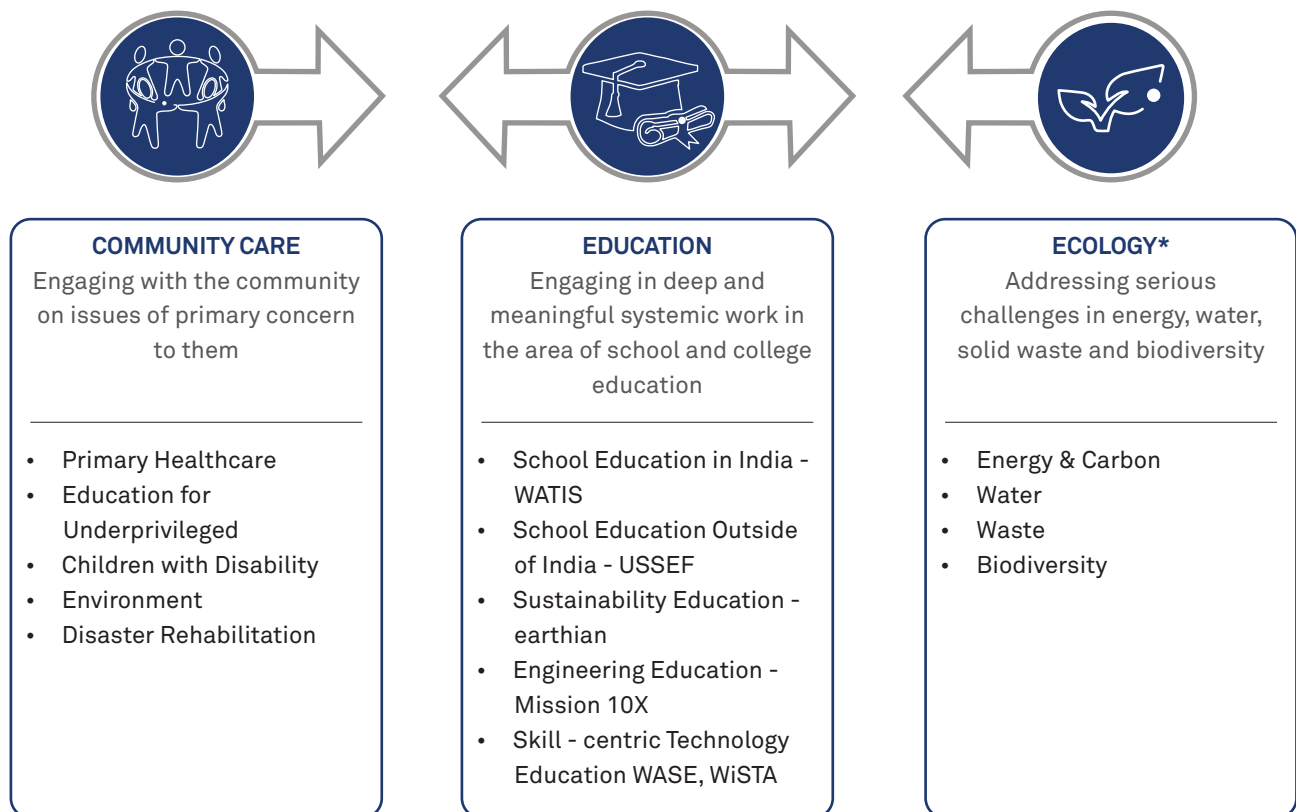 COMMUNITY CARE
Engaging with the community
on issues of primary concern
to them
• Primary Healthcare
• Education for
Underprivileged
• Children with Disability
• Environment
• Disaster Rehabilitation
EDUCATION
Engaging in deep and
meaningful systemic work in
the area of school and college
education
• School Education in India -
WATIS
• School Education Outside
of India - USSEF
• Sustainability Education -
earthian
• Engineering Education -
Mission 10X
• Skill - centric Technology
Education WASE, WiSTA
ECOLOGY*
Addressing serious
challenges in energy, water,
solid waste and biodiversity
• Energy & Carbon
• Water
• Waste
• Biodiversity